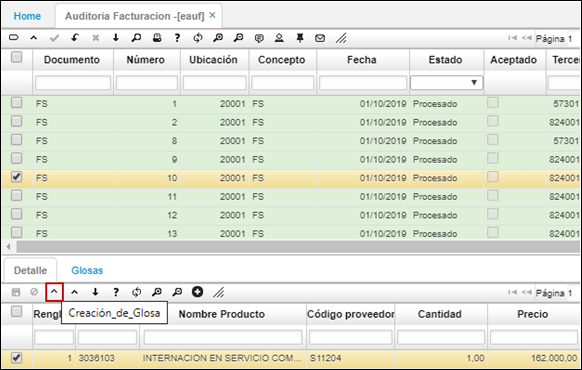 Home Auditoria Facturacion -[eauf] ×
Página 1
Documento Número Ubicación Concepto Fecha Estado Aceptado Tercer
FS 1 20001 FS 01/10/2019 Procesado 57301
FS 2 20001 FS 01/10/2019 Procesado 824001
FS 8 20001 FS 01/10/2019 Procesado 57301
FS 9 20001 FS 01/10/2019 Procesado 824001
FS 10 20001 FS 01/10/2019 Procesado 824001
FS 11 20001 FS 01/10/2019 Procesado 824001
FS 12 20001 FS 01/10/2019 Procesado 824001
FS 13 20001 FS 01/10/2019 Procesado 824001
Detalle Glosas
Página 1
Creación_de_Glosa
Rengl Nombre Producto Código proveedor Cantidad Precio
1 3036103 INTERNACION EN SERVICIO COM... S11204 1,00 162.000,00